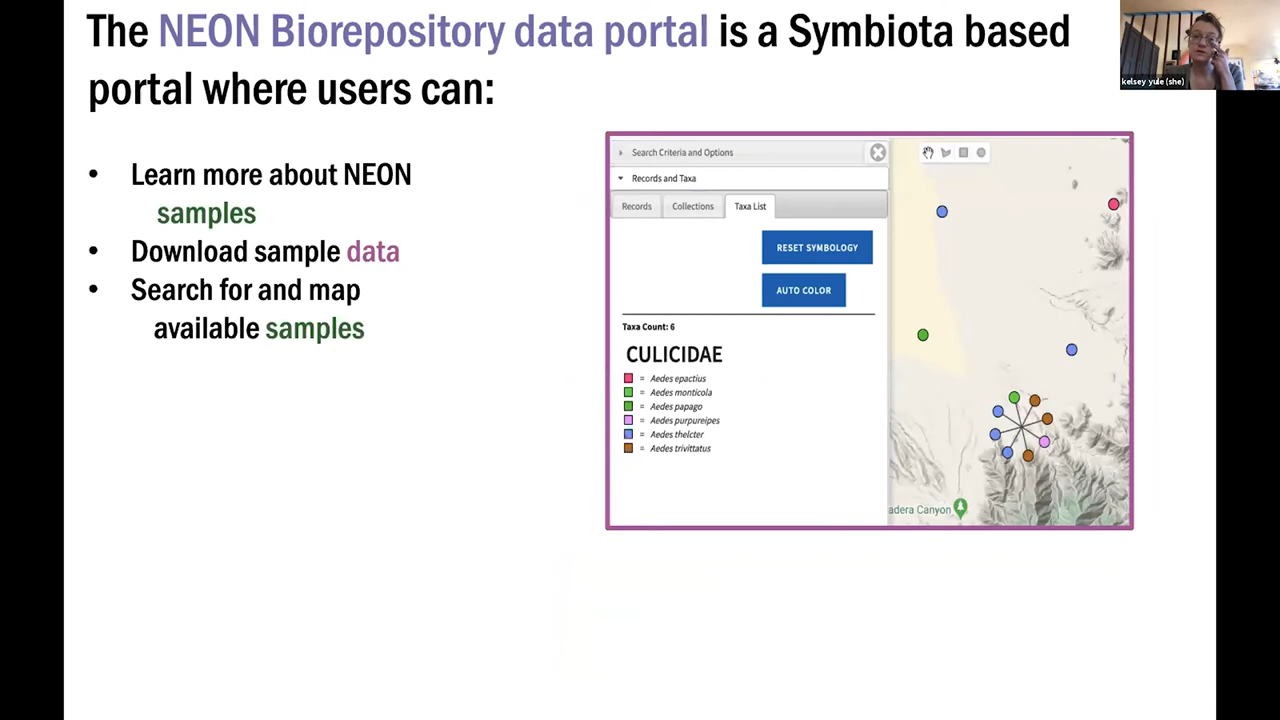 The NEON Biorepository data portal is a Symbiota based
portal where users can:
kelsey yule (she)
• Learn more about NEON
samples
• Download sample data
• Search for and map
available samples
Search Criteria and Options
Records and Taxa
Records Collections Taxa List
RESET SYMBOLOGY
AUTO COLOR
Taxa Count: 6
CULICIDAE
= Aedes epactius
= Aedes monticola
= Aedes papago
= Aedes purpureipes
= Aedes thelcter
= Aedes trivittatus
adera Canyon